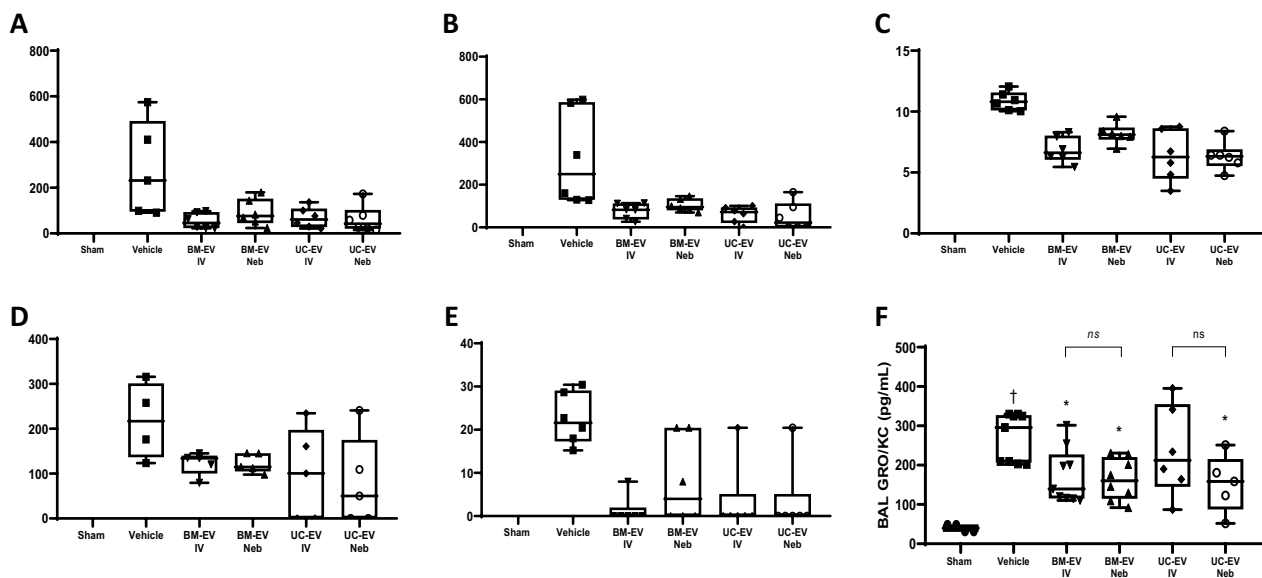 A
800
600
400
200
0
Sham Vehicle BM-EV IV BM-EV Neb UC-EV IV UC-EV Neb
B
800
600
400
200
0
Sham Vehicle BM-EV IV BM-EV Neb UC-EV IV UC-EV Neb
C
15
10
5
0
Sham Vehicle BM-EV IV BM-EV Neb UC-EV IV UC-EV Neb
D
400
300
200
100
0
Sham Vehicle BM-EV IV BM-EV Neb UC-EV IV UC-EV Neb
E
40
30
20
10
0
Sham Vehicle BM-EV IV BM-EV Neb UC-EV IV UC-EV Neb
F
BAL GRO/KC (pg/mL)
500
400
300
200
100
0
ns ns
† * * *
Sham Vehicle BM-EV IV BM-EV Neb UC-EV IV UC-EV Neb